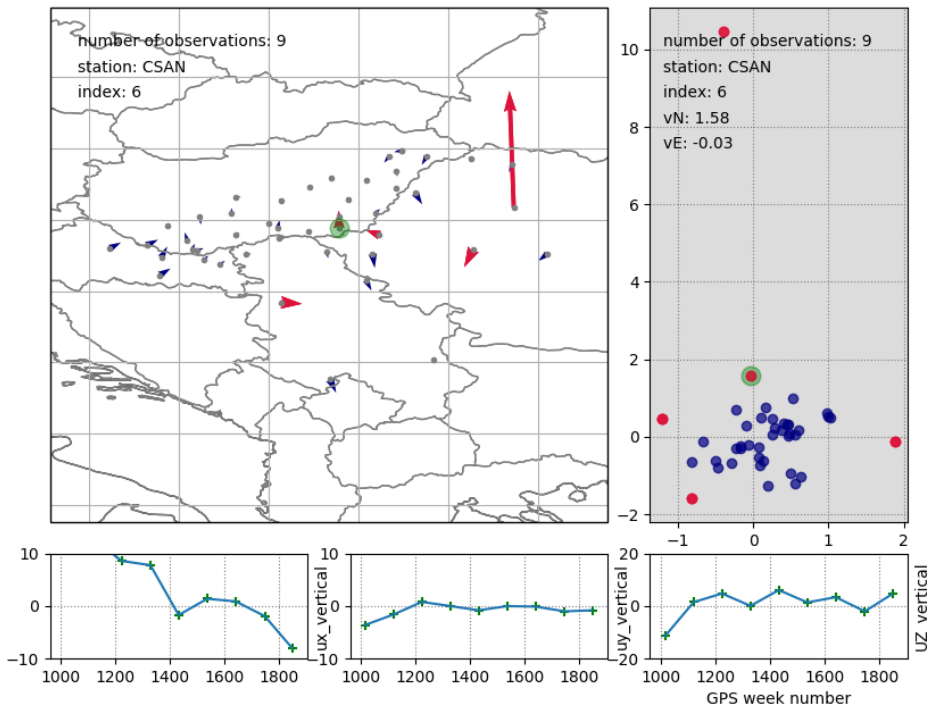 number of observations: 9
station: CSAN
index: 6
number of observations: 9
station: CSAN
index: 6
vN: 1.58
vE: -0.03
10
8
6
4
2
0
−2
−1 0 1 2
10
0
−10
1000 1200 1400 1600 1800
ux_vertical
10
0
−10
1000 1200 1400 1600 1800
uy_vertical
20
0
−20
1000 1200 1400 1600 1800
UZ_vertical
GPS week number